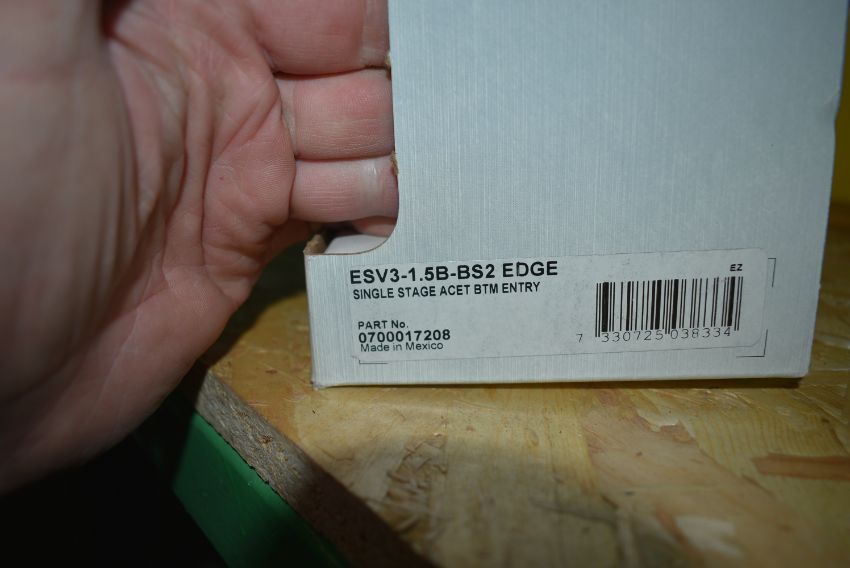 ESV3-1.5B-BS2 EDGE
EZ
SINGLE STAGE ACET BTM ENTRY
PART No.
0700017208
Made in Mexico
7 330725 038334